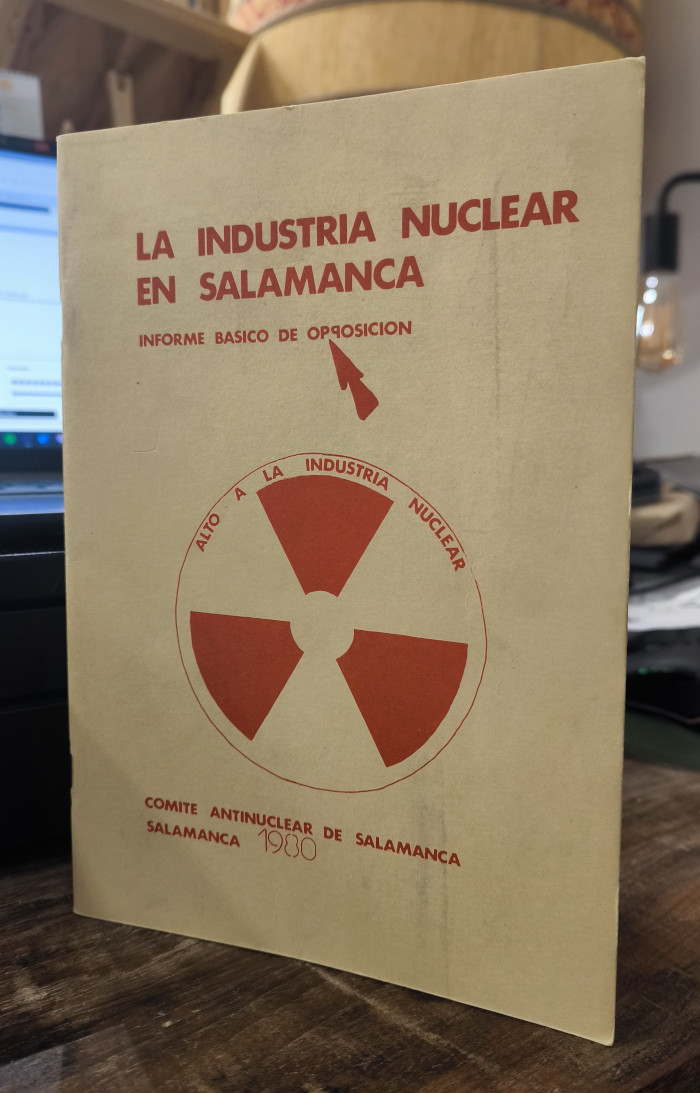 LA INDUSTRIA NUCLEAR
EN SALAMANCA
INFORME BASICO DE OPPOSICION
ALTO A LA INDUSTRIA NUCLEAR
COMITE ANTINUCLEAR DE SALAMANCA
SALAMANCA 1980